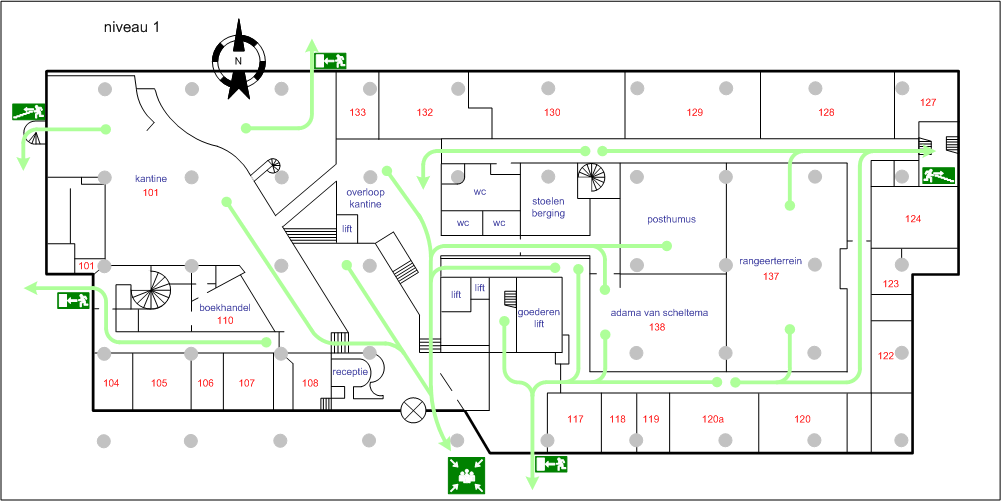 niveau 1
N
133
132
130
129
128
127
kantine
101
overloop
kantine
lift
wc
wc
wc
stoelen
berging
posthumus
124
rangeerterrein
137
101
123
boekhandel
110
lift
lift
goederen
lift
adama van scheltema
138
122
104
105
106
107
108
receptie
117
118
119
120a
120